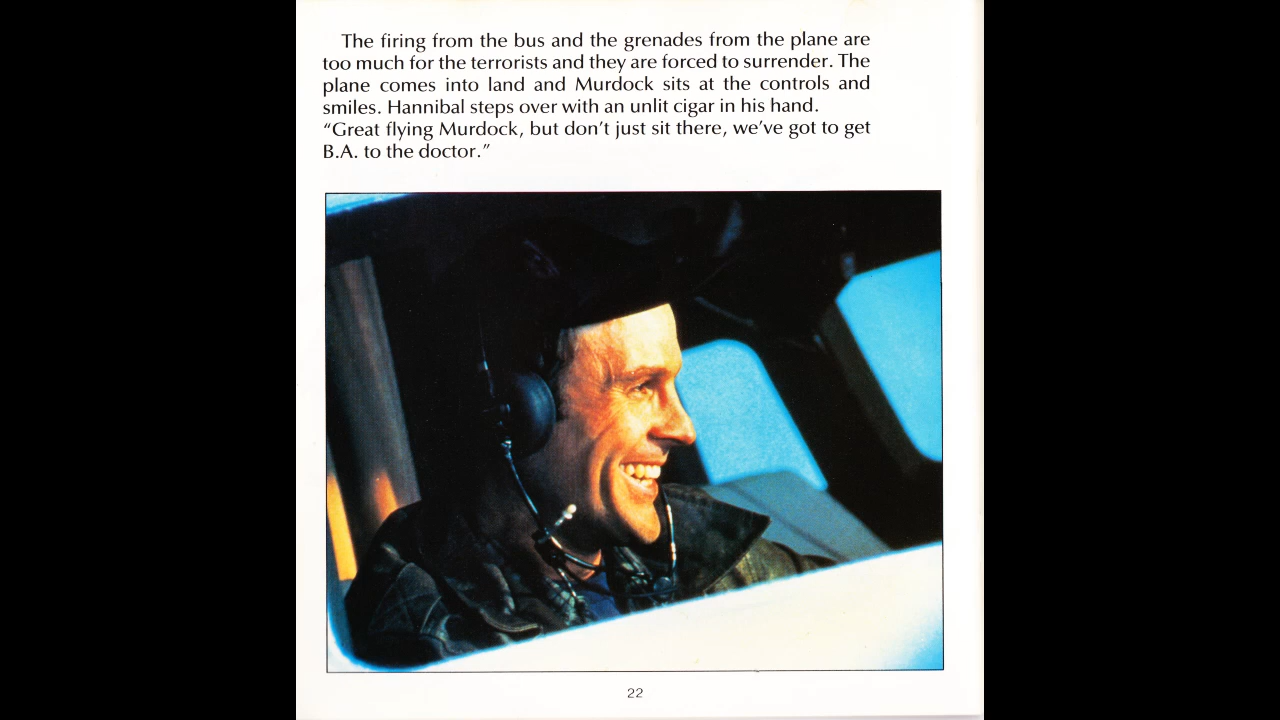 The firing from the bus and the grenades from the plane are
too much for the terrorists and they are forced to surrender. The
plane comes into land and Murdock sits at the controls and
smiles. Hannibal steps over with an unlit cigar in his hand.
“Great flying Murdock, but don’t just sit there, we’ve got to get
B.A. to the doctor.”
22